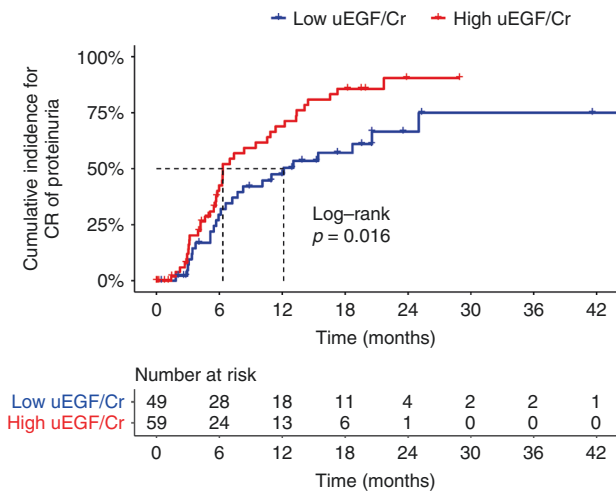 Low uEGF/Cr High uEGF/Cr
Cumulative indidence for
CR of proteinuria
100%
75%
50%
25%
0%
Log–rank
p = 0.016
0 6 12 18 24 30 36 42
Time (months)
Number at risk
Low uEGF/Cr 49 28 18 11 4 2 2 1
High uEGF/Cr 59 24 13 6 1 0 0 0
0 6 12 18 24 30 36 42
Time (months)